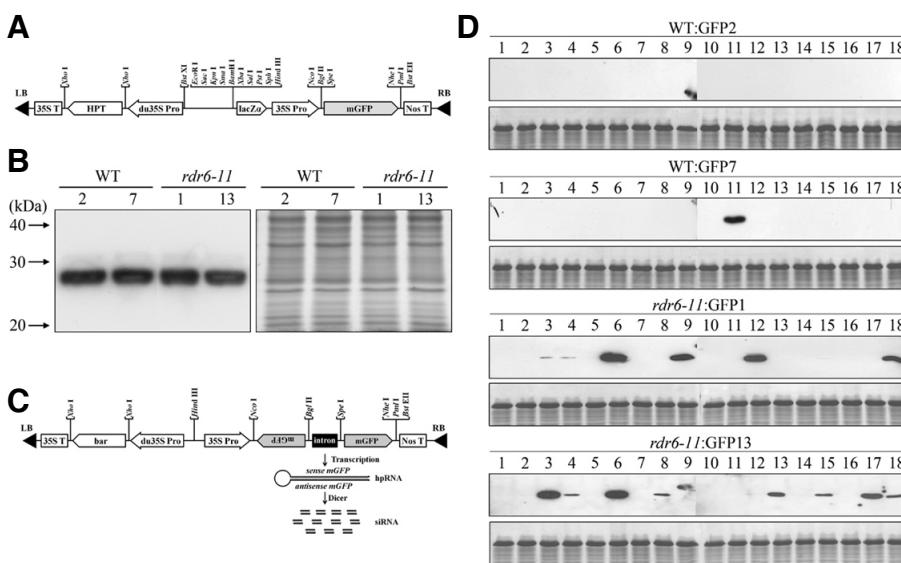 A
Xho I
Xho I
Bst XI
EcoR I
Sac I
Kpn I
Sma I
BamH I
Xba I
Sal I
Pst I
Sph I
Hind III
Nco I
Bgl II
Spe I
Nhe I
Pml I
Bst EII
LB
RB
35S T
HPT
du35S Pro
lacZα
35S Pro
mGFP
Nos T
B
WT
rdr6-11
WT
rdr6-11
(kDa)
2 7 1 13 2 7 1 13
40
30
20
C
Xho I
Xho I
Hind III
Nco I
Bgl II
Spe I
Nhe I
Pml I
Bst EII
LB
RB
35S T
bar
du35S Pro
35S Pro
mGFP
intron
mGFP
Nos T
Transcription
sense mGFP
hpRNA
antisense mGFP
Dicer
siRNA
D
WT:GFP2
1 2 3 4 5 6 7 8 9 10 11 12 13 14 15 16 17 18
WT:GFP7
1 2 3 4 5 6 7 8 9 10 11 12 13 14 15 16 17 18
rdr6-11:GFP1
1 2 3 4 5 6 7 8 9 10 11 12 13 14 15 16 17 18
rdr6-11:GFP13
1 2 3 4 5 6 7 8 9 10 11 12 13 14 15 16 17 18